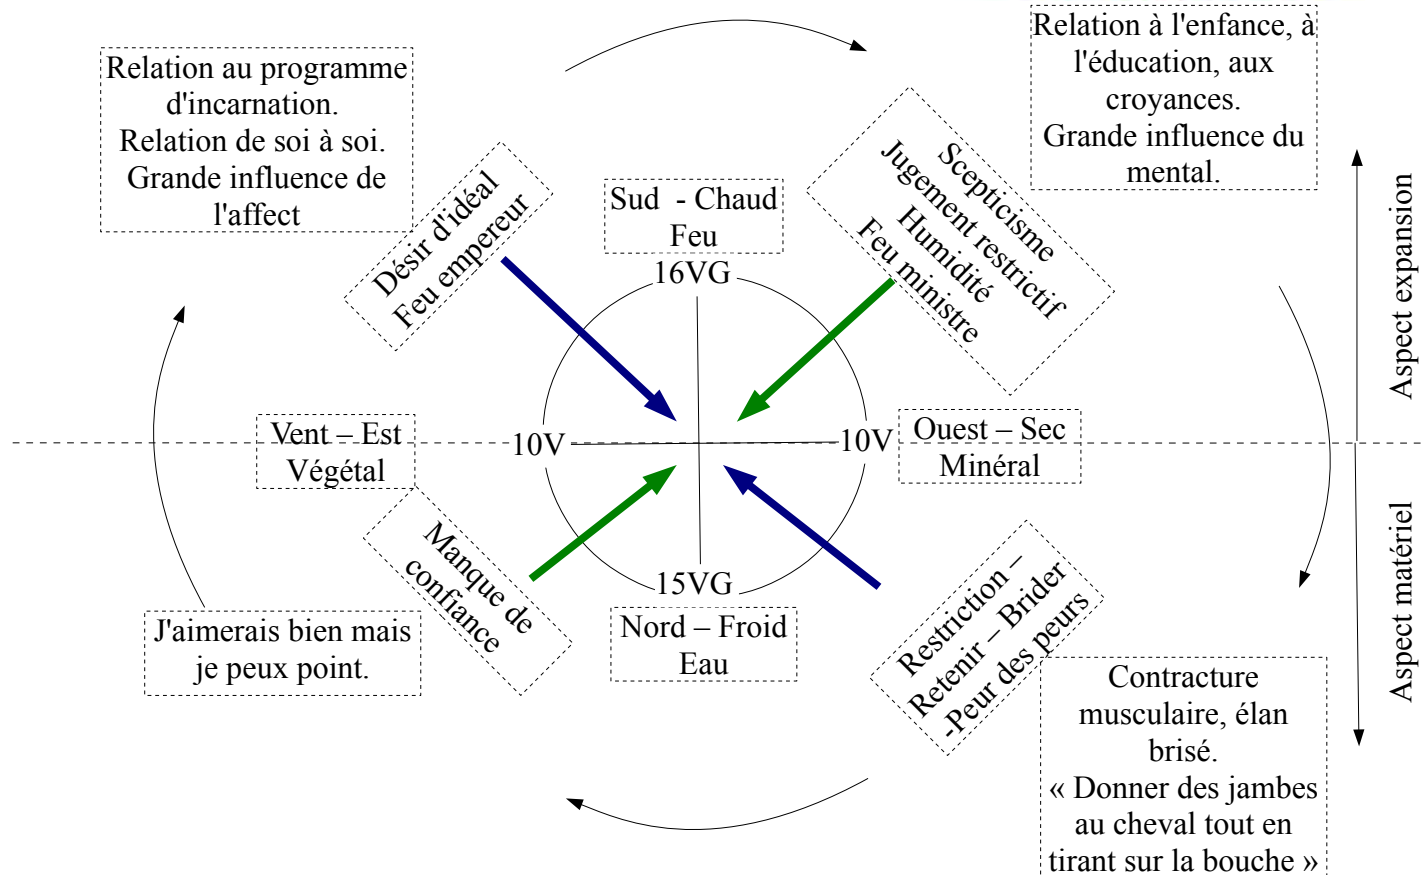 Relation au programme
d'incarnation.
Relation de soi à soi.
Grande influence de
l'affect
Relation à l'enfance, à
l'éducation, aux
croyances.
Grande influence du
mental.
Désir d'idéal
Feu empereur
Sud - Chaud
Feu
Scepticisme
Jugement restrictif
Humidité
Feu ministre
Aspect expansion
16VG
Vent – Est
Végétal
10V
10V
Ouest – Sec
Minéral
15VG
Manque de
confiance
Nord – Froid
Eau
Restriction –
Retenir – Brider
-Peur des peurs
Aspect matériel
J'aimerais bien mais
je peux point.
Contracture
musculaire, élan
brisé.
« Donner des jambes
au cheval tout en
tirant sur la bouche »